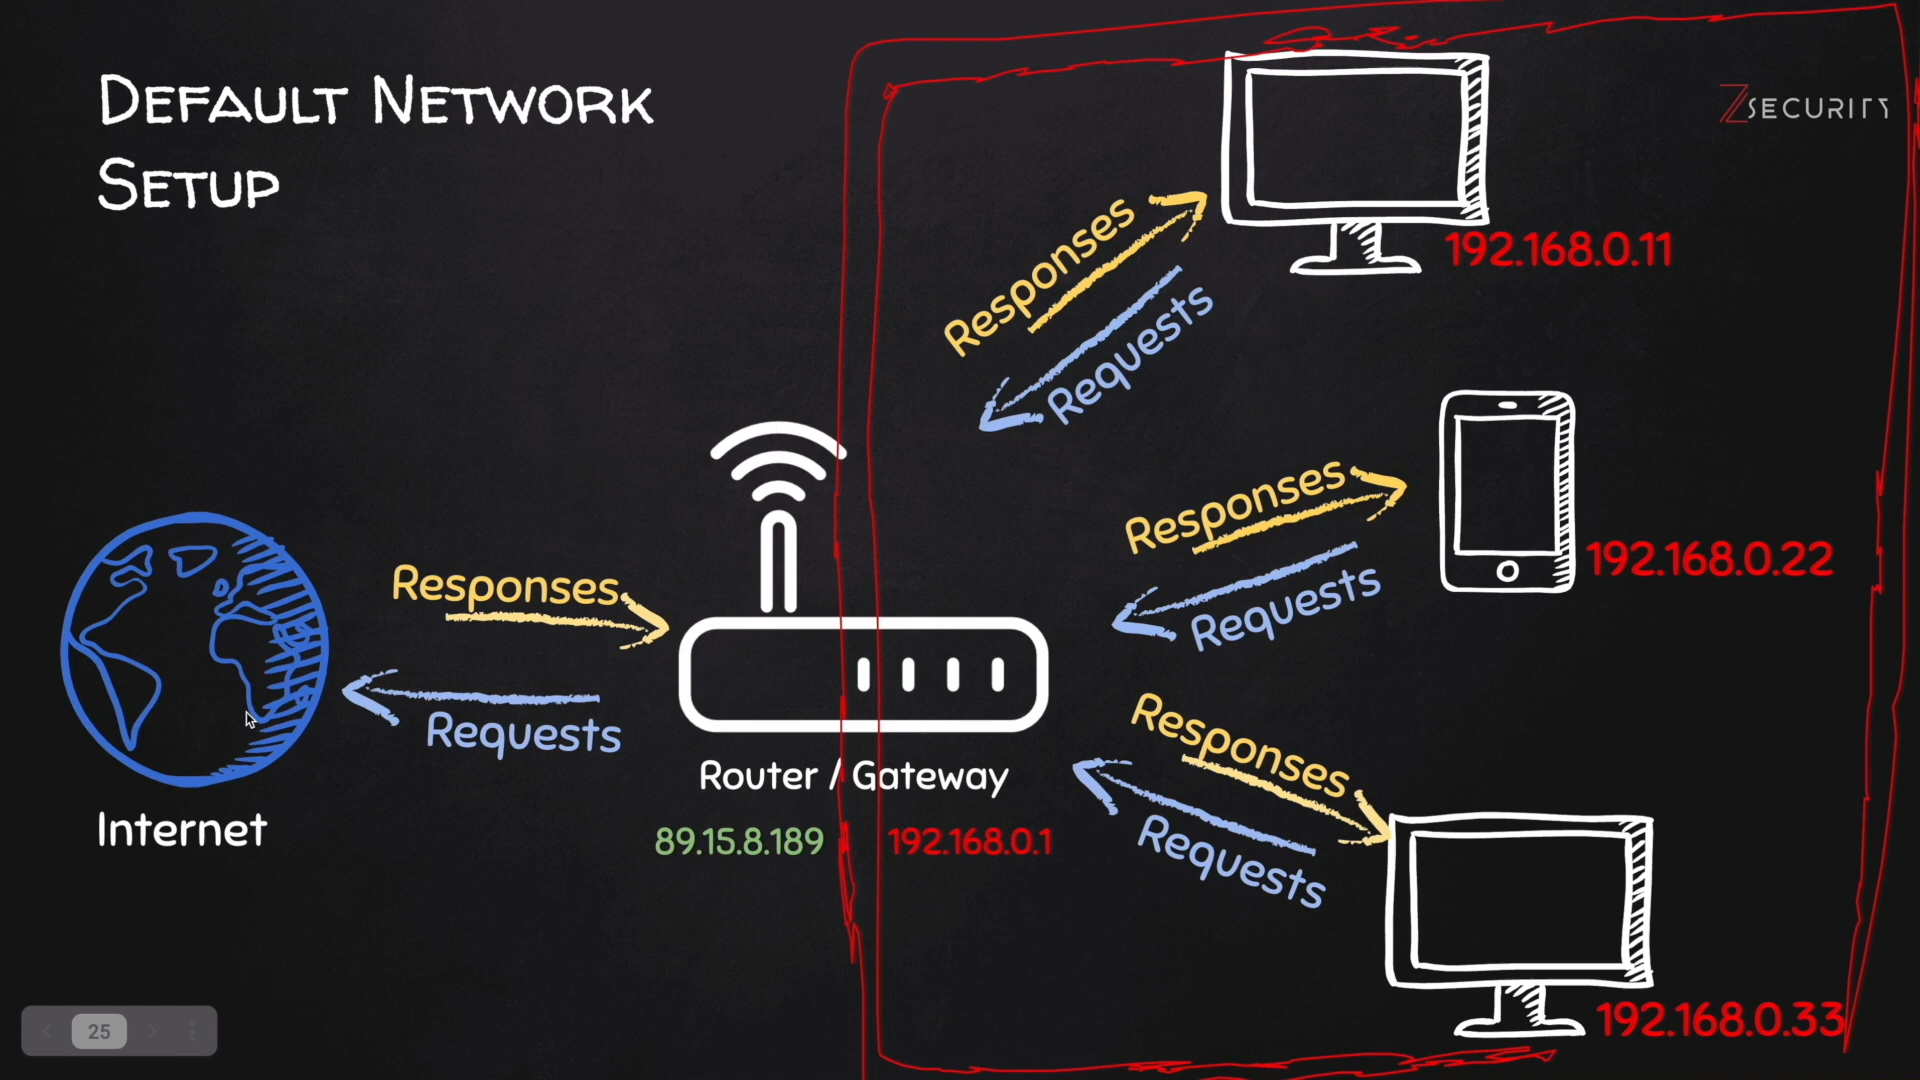 DEFAULT NETWORK
SETUP
ZSECURITY
Responses
Requests
192.168.0.11
Responses
Requests
192.168.0.22
Responses
Requests
Internet
Router / Gateway
89.15.8.189
192.168.0.1
Responses
Requests
192.168.0.33
25